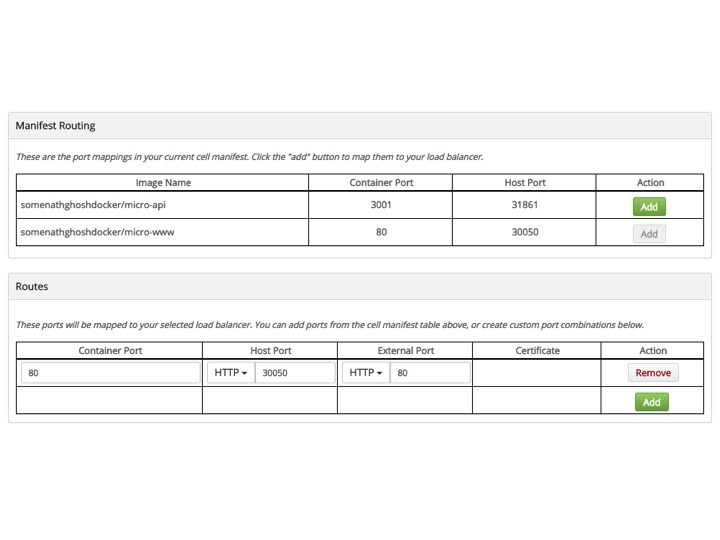 Manifest Routing
These are the port mappings in your current cell manifest. Click the "add" button to map them to your load balancer.
Image Name Container Port Host Port Action
somenathghoshdocker/micro-api 3001 31861 Add
somenathghoshdocker/micro-www 80 30050 Add
Routes
These ports will be mapped to your selected load balancer. You can add ports from the cell manifest table above, or create custom port combinations below.
Container Port Host Port External Port Certificate Action
80 HTTP 30050 HTTP 80 Remove
Add